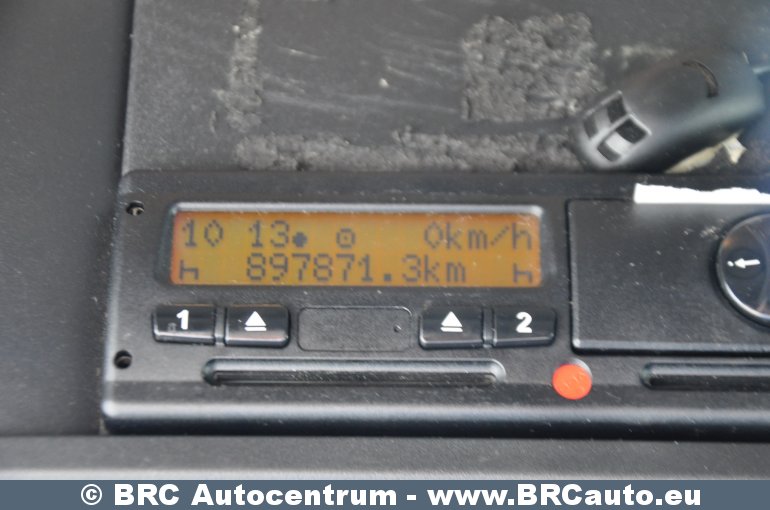 10 13 0km/h
897871.3km
1 2
© BRC Autocentrum - www.BRCauto.eu